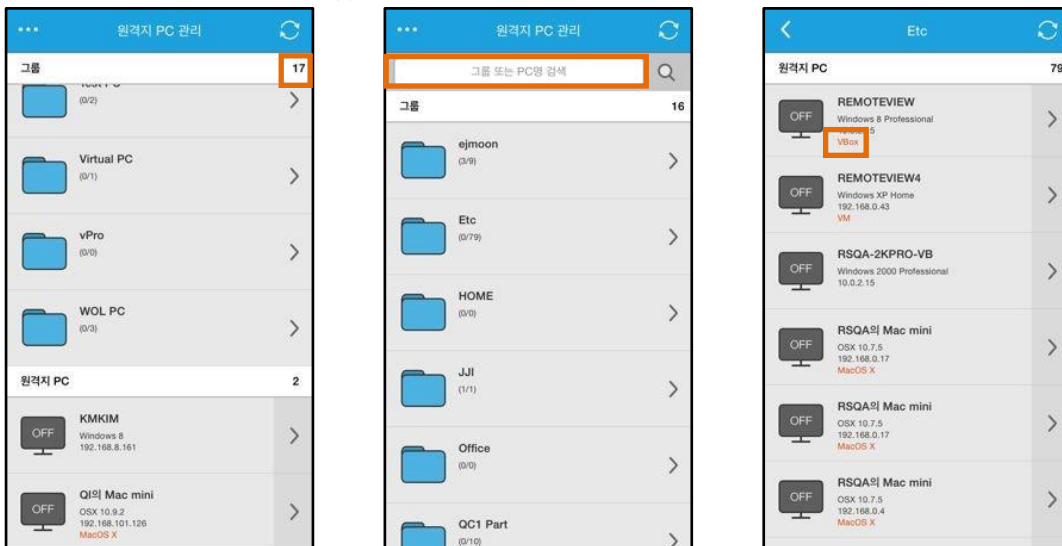 원격지 PC 관리
그룹 17
(0/2)
Virtual PC
(0/1)
vPro
(0/0)
WOL PC
(0/3)
원격지 PC 2
OFF
KMKIM
Windows 8
192.168.8.161
OFF
QI의 Mac mini
OSX 10.9.2
192.168.101.126
MacOS X
원격지 PC 관리
그룹 또는 PC명 검색
그룹 16
ejmoon
(3/9)
Etc
(0/79)
HOME
(0/0)
JJI
(1/1)
Office
(0/0)
QC1 Part
(0/10)
Etc
원격지 PC 79
OFF
REMOTEVIEW
Windows 8 Professional
VBox
OFF
REMOTEVIEW4
Windows XP Home
192.168.0.43
VM
OFF
RSQA-2KPRO-VB
Windows 2000 Professional
10.0.2.15
OFF
RSQA의 Mac mini
OSX 10.7.5
192.168.0.17
MacOS X
OFF
RSQA의 Mac mini
OSX 10.7.5
192.168.0.17
MacOS X
OFF
RSQA의 Mac mini
OSX 10.7.5
192.168.0.4
MacOS X